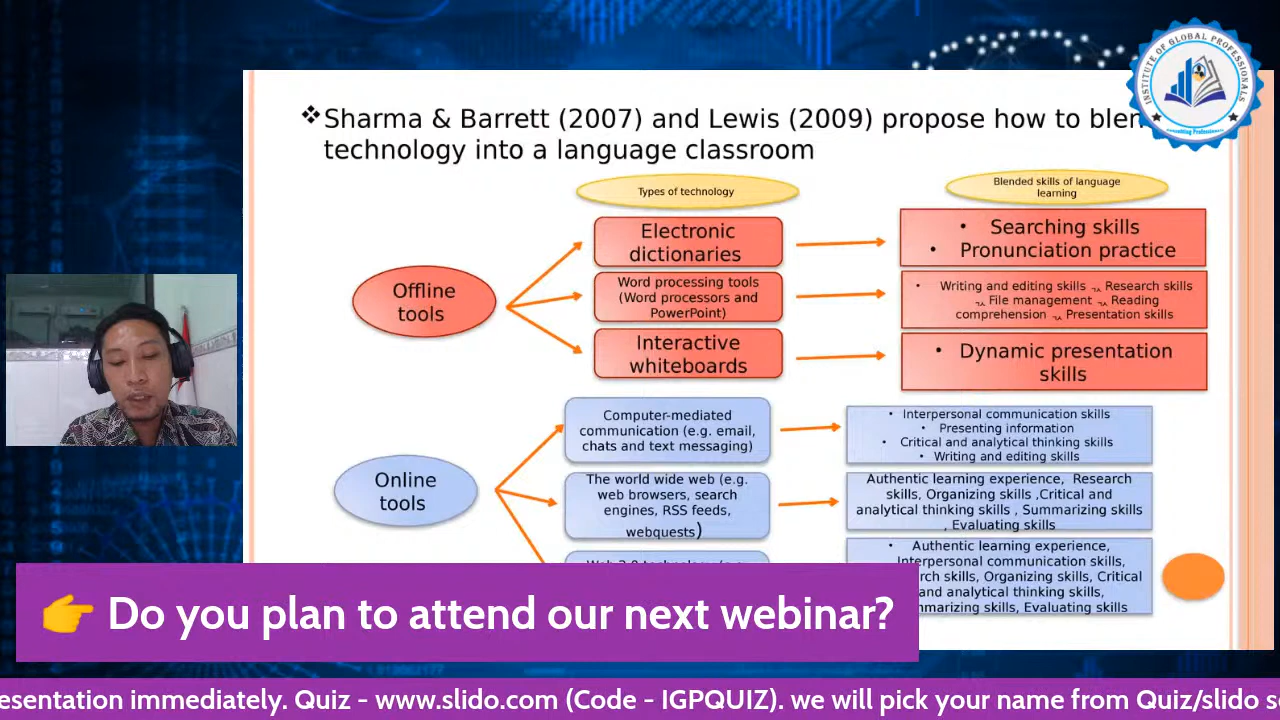 INSTITUTE OF GLOBAL PROFESSIONALS
❖Sharma & Barrett (2007) and Lewis (2009) propose how to
technology into a language classroom
Types of technology
Blended skills of language
learning
Offline
tools
Electronic
dictionaries
• Searching skills
• Pronunciation practice
Word processing tools
(Word processors and
PowerPoint)
• Writing and editing skills Research skills
File management Reading
comprehension Presentation skills
Interactive
whiteboards
• Dynamic presentation
skills
Online
tools
Computer-mediated
communication (e.g. email,
chats and text messaging)
• Interpersonal communication skills
• Presenting information
• Critical and analytical thinking skills
• Writing and editing skills
The world wide web (e.g.
web browsers, search
engines, RSS feeds,
webquests)
Authentic learning experience, Research
skills, Organizing skills ,Critical and
analytical thinking skills , Summarizing skills
, Evaluating skills
• Authentic learning experience,
Interpersonal communication skills,
skills, Organizing skills, Critical
and analytical thinking skills,
skills, Evaluating skills
👉 Do you plan to attend our next webinar?
esentation immediately. Quiz - www.slido.com (Code - IGPQUIZ). we will pick your name from Quiz/slido s